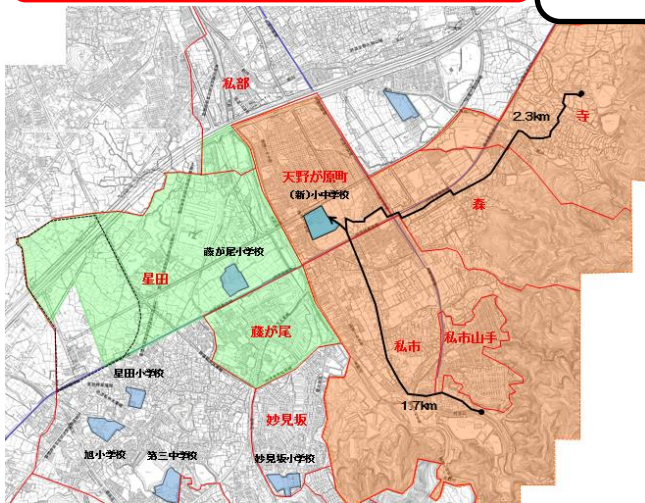 私部
2.3km
寺
天野が原町
(新)小中学校
森
藤が尾小学校
星田
藤が尾
私市
私市山手
星田小学校
1.7km
妙見坂
旭小学校
第三中学校
妙見坂小学校